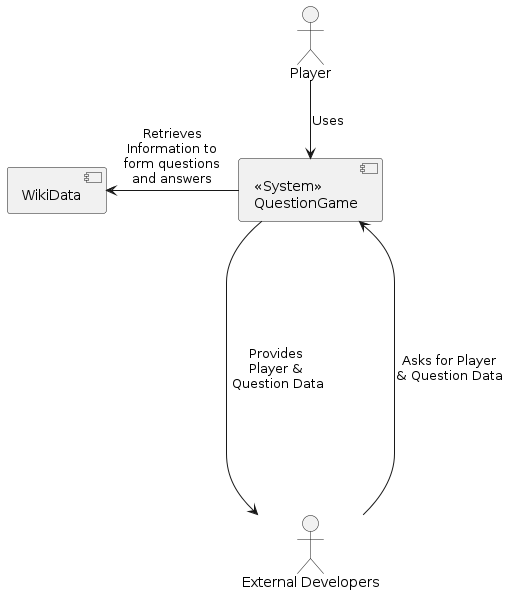 Player
Uses
Retrieves
Information to
form questions
and answers
WikiData
«System»
QuestionGame
Provides
Player &
Question Data
Asks for Player
& Question Data
External Developers